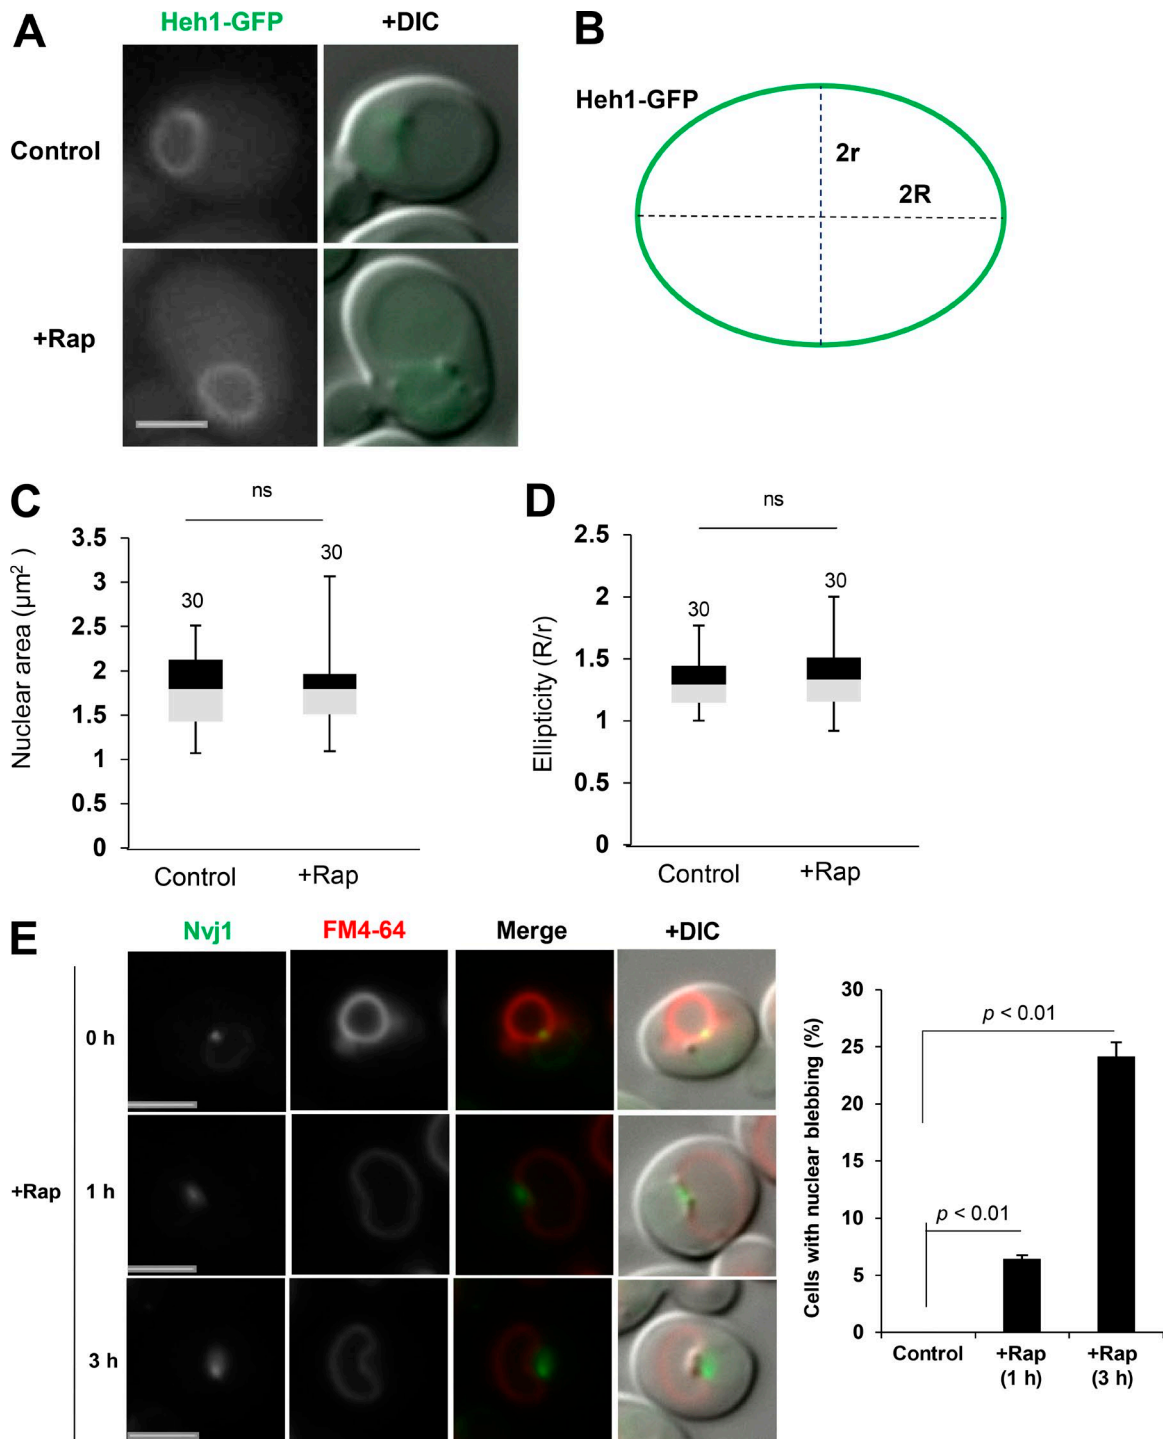 A
Heh1-GFP
+DIC
Control
+Rap
B
Heh1-GFP
2r
2R
C
ns
Nuclear area (µm²)
3.5
3
2.5
2
1.5
1
0.5
0
30
30
Control
+Rap
D
ns
Ellipticity (R/r)
2.5
2
1.5
1
0.5
0
30
30
Control
+Rap
E
Nvj1
FM4-64
Merge
+DIC
+Rap
0 h
1 h
3 h
Cells with nuclear blebbing (%)
30
25
20
15
10
5
0
p < 0.01
p < 0.01
Control
+Rap
(1 h)
+Rap
(3 h)